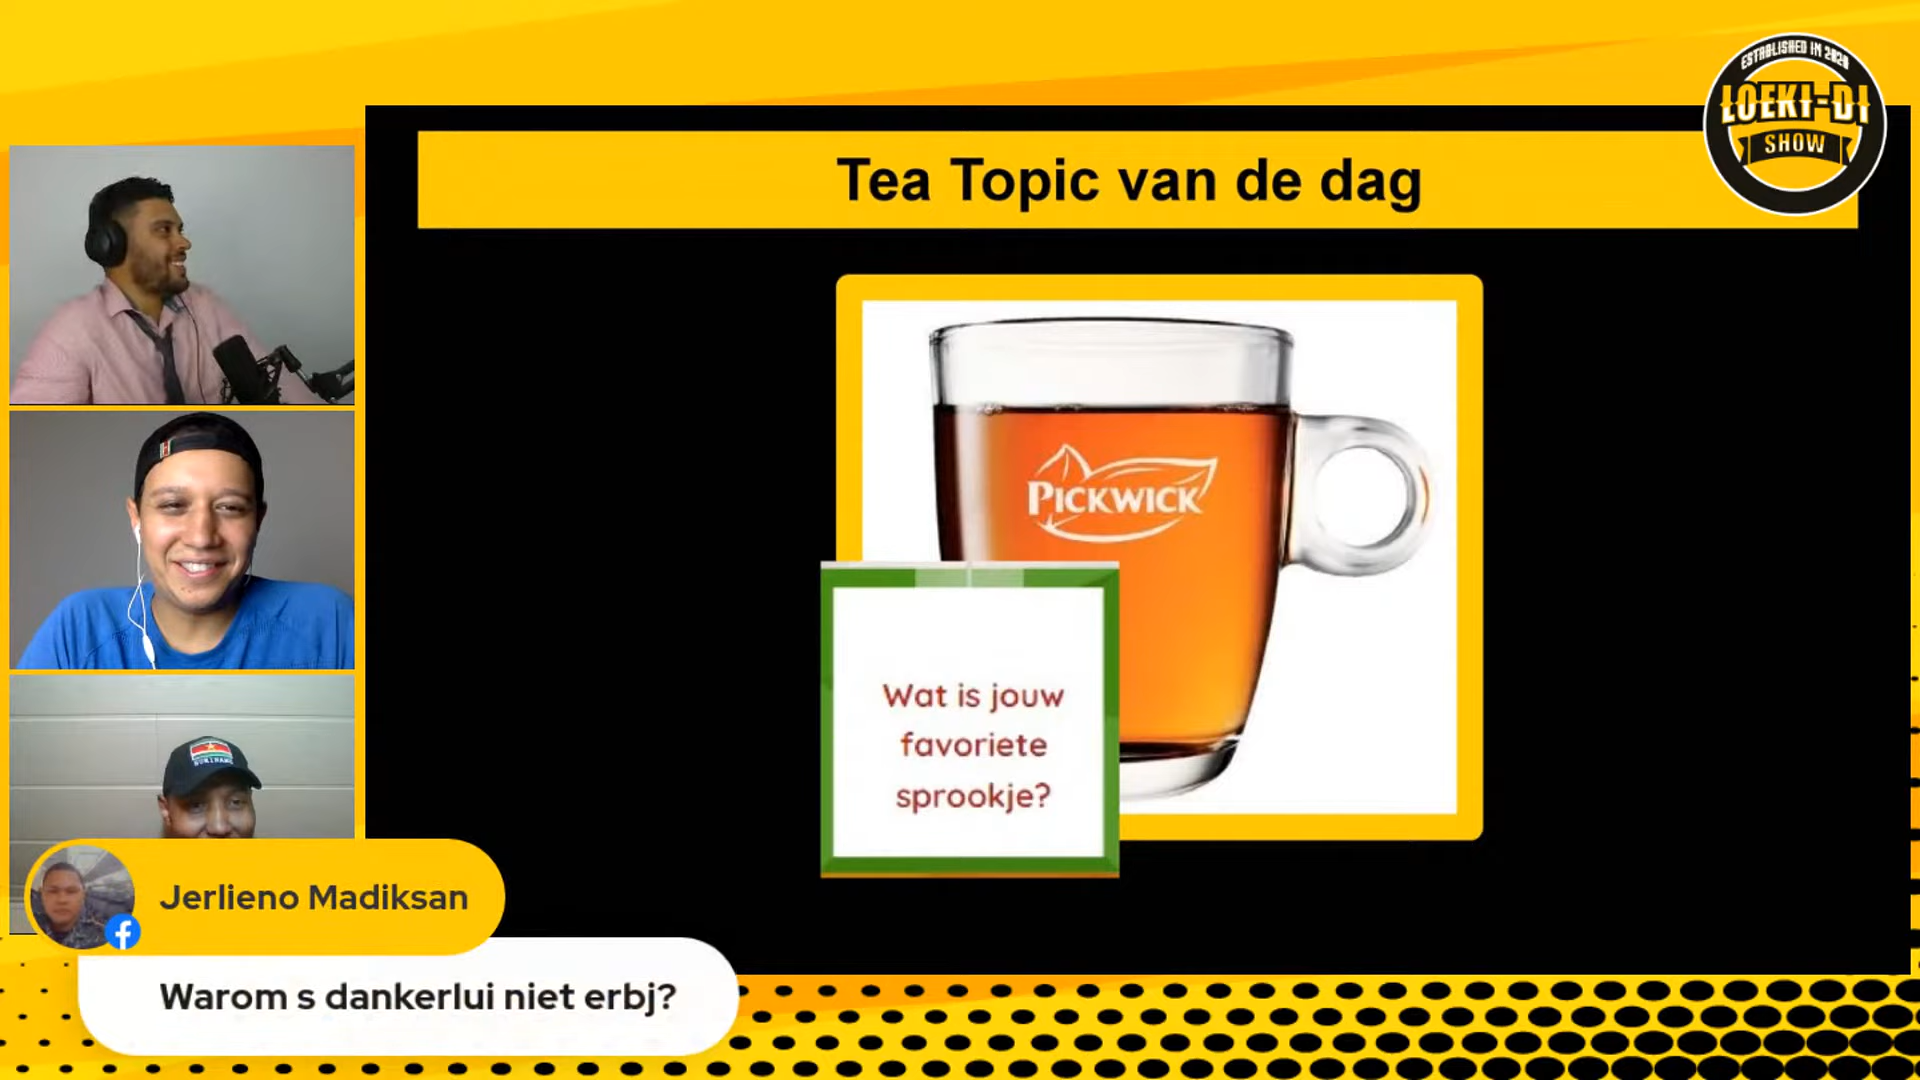 ESTABLISHED IN 2020
LOEKI-DI
SHOW
Tea Topic van de dag
PICKWICK
Wat is jouw
favoriete
sprookje?
SURINAME
Jerlieno Madiksan
Warom s dankerlui niet erbj?